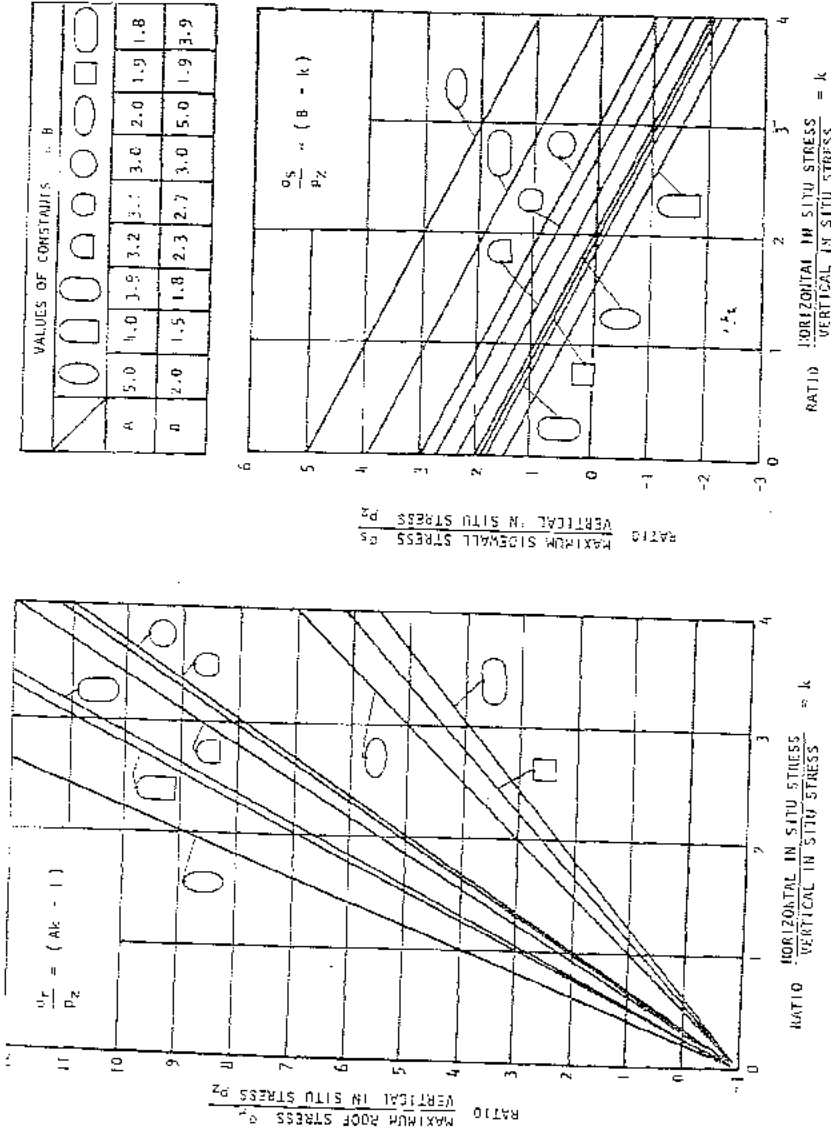 VALUES OF CONSTANTS : B
A 5.0 4.0 3.9 3.2 3.1 3.0 2.0 1.9 1.8
B 2.0 1.5 1.8 2.3 2.7 3.0 5.0 1.9 3.9
σr / pz = (Ak - 1)
RATIO MAXIMUM ROOF STRESS σr / VERTICAL IN SITU STRESS pz
11
10
9
8
7
6
5
4
3
2
1
0
-1
0 1 2 3 4
RATIO HORIZONTAL IN SITU STRESS / VERTICAL IN SITU STRESS = k
σs / pz = (B - k)
RATIO MAXIMUM SIDEWALL STRESS σs / VERTICAL IN SITU STRESS pz
6
5
4
3
2
1
0
-1
-2
-3
0 1 2 3 4
RATIO HORIZONTAL IN SITU STRESS / VERTICAL IN SITU STRESS = k